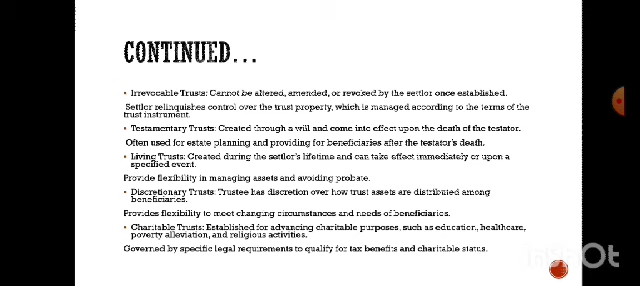 CONTINUED...
• Irrevocable Trusts: Cannot be altered, amended, or revoked by the settlor once established.
Settlor relinquishes control over the trust property, which is managed according to the terms of the
trust instrument.
• Testamentary Trusts: Created through a will and come into effect upon the death of the testator.
Often used for estate planning and providing for beneficiaries after the testator's death.
• Living Trusts: Created during the settlor's lifetime and can take effect immediately or upon a
specified event.
Provide flexibility in managing assets and avoiding probate.
• Discretionary Trusts: Trustee has discretion over how trust assets are distributed among
beneficiaries.
Provides flexibility to meet changing circumstances and needs of beneficiaries.
• Charitable Trusts: Established for advancing charitable purposes, such as education, healthcare,
poverty alleviation, and religious activities.
Governed by specific legal requirements to qualify for tax benefits and charitable status.